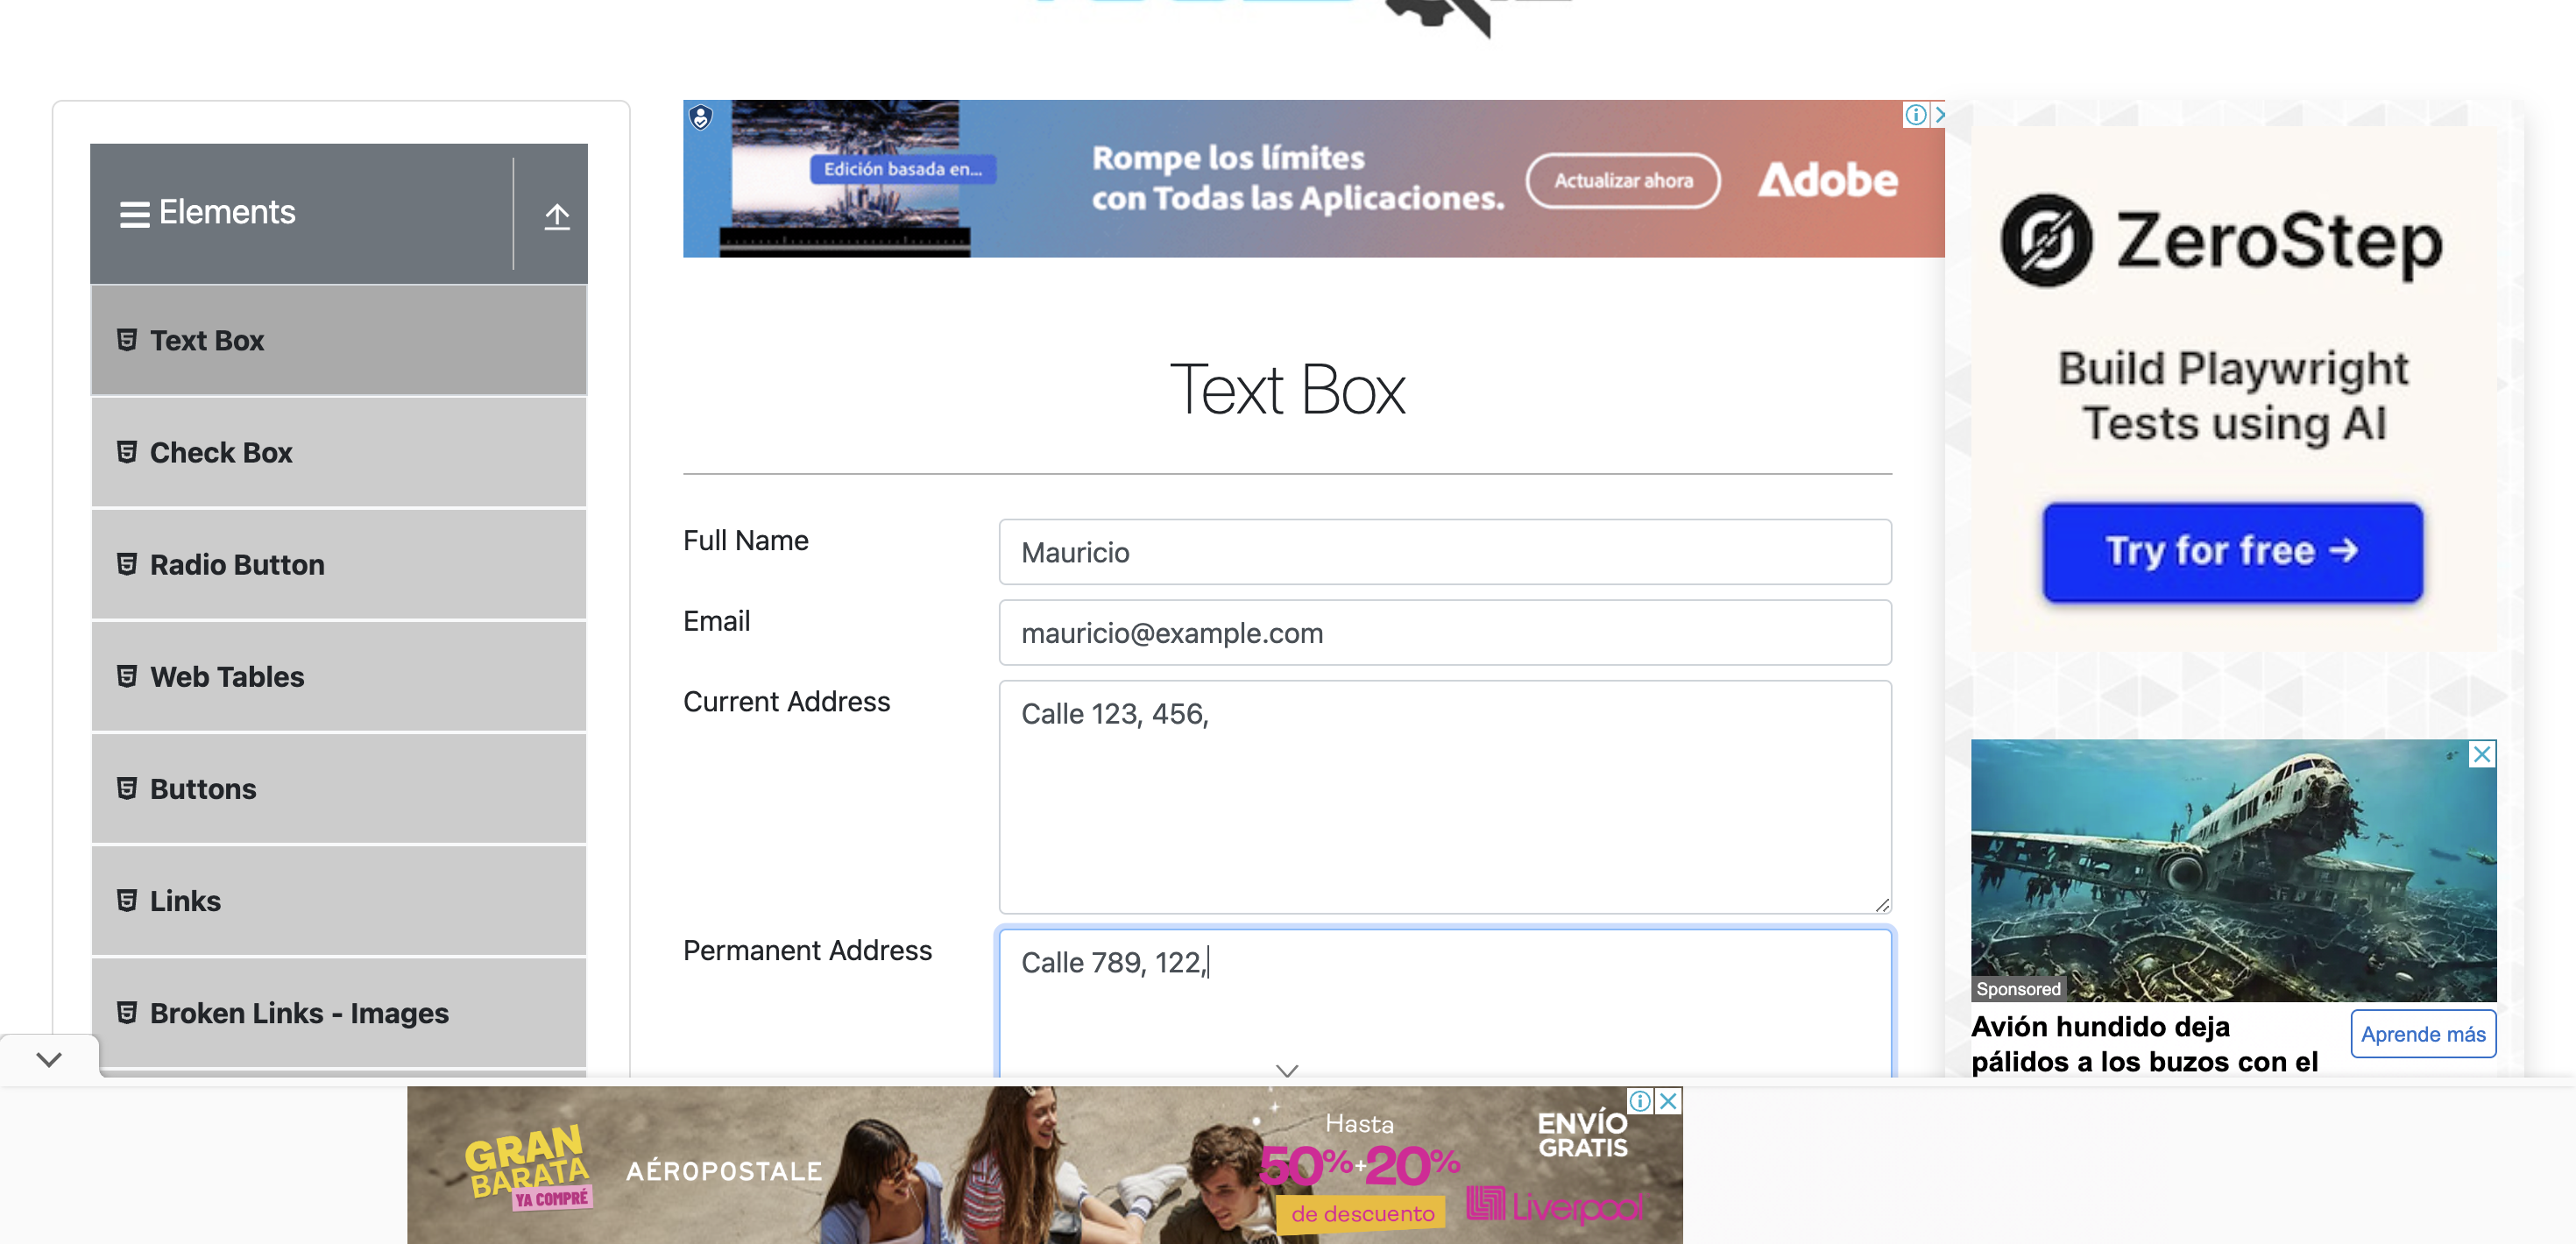 Elements
Text Box
Check Box
Radio Button
Web Tables
Buttons
Links
Broken Links - Images
Edición basada en...
Rompe los límites
con Todas las Aplicaciones.
Actualizar ahora
Adobe
Text Box
Full Name
Mauricio
Email
mauricio@example.com
Current Address
Calle 123, 456,
Permanent Address
Calle 789, 122,
ZeroStep
Build Playwright
Tests using AI
Try for free →
Sponsored
Avión hundido deja
pálidos a los buzos con el
Aprende más
GRAN
BARATA
YA COMPRÉ
AÉROPOSTALE
Hasta
50%+20%
de descuento
ENVÍO
GRATIS
Liverpool